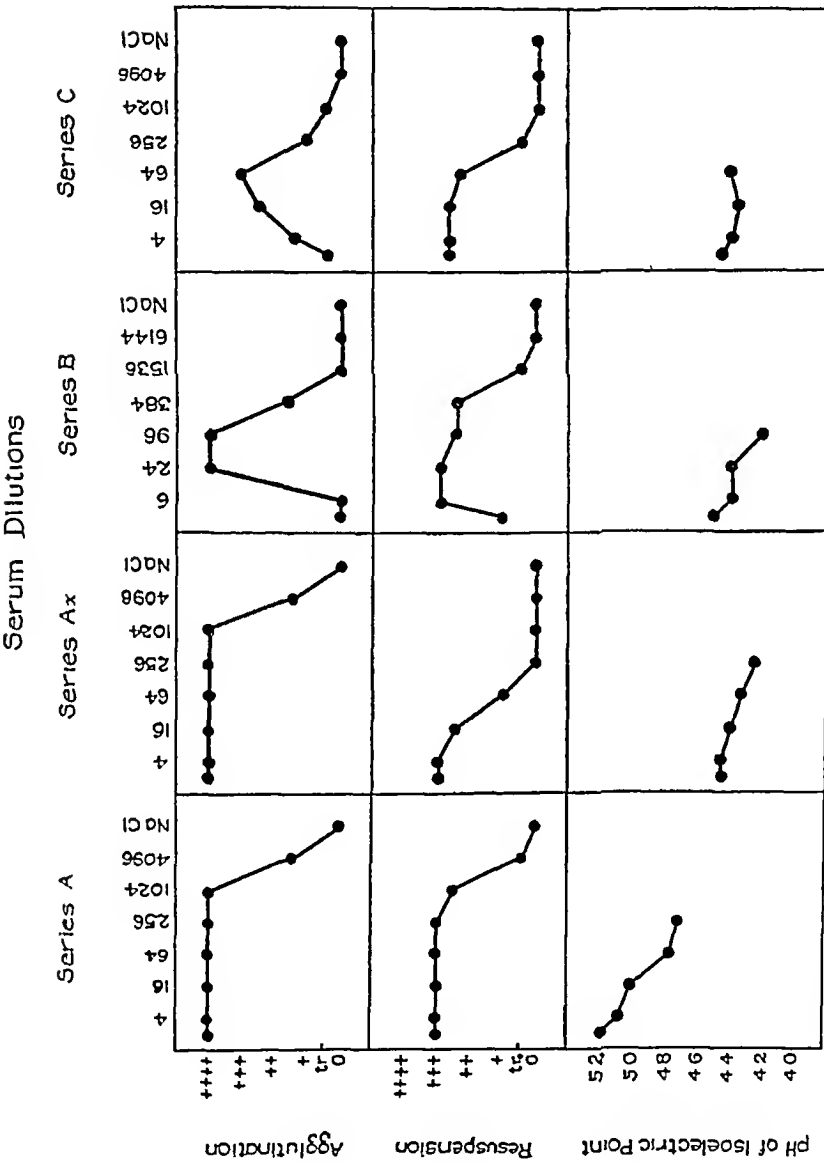 Serum Dilutions
Series A
Series Ax
Series B
Series C
4 16 64 256 1024 4096 NaCl
4 16 64 256 1024 4096 NaCl
6 24 96 384 1536 6144 NaCl
4 16 64 256 1024 4096 NaCl
Agglutination
++++
+++
++
+
tr
0
Resuspension
++++
+++
++
+
tr
0
pH of Isoelectric Point
5 2
5 0
4 8
4 6
4 4
4 2
4 0